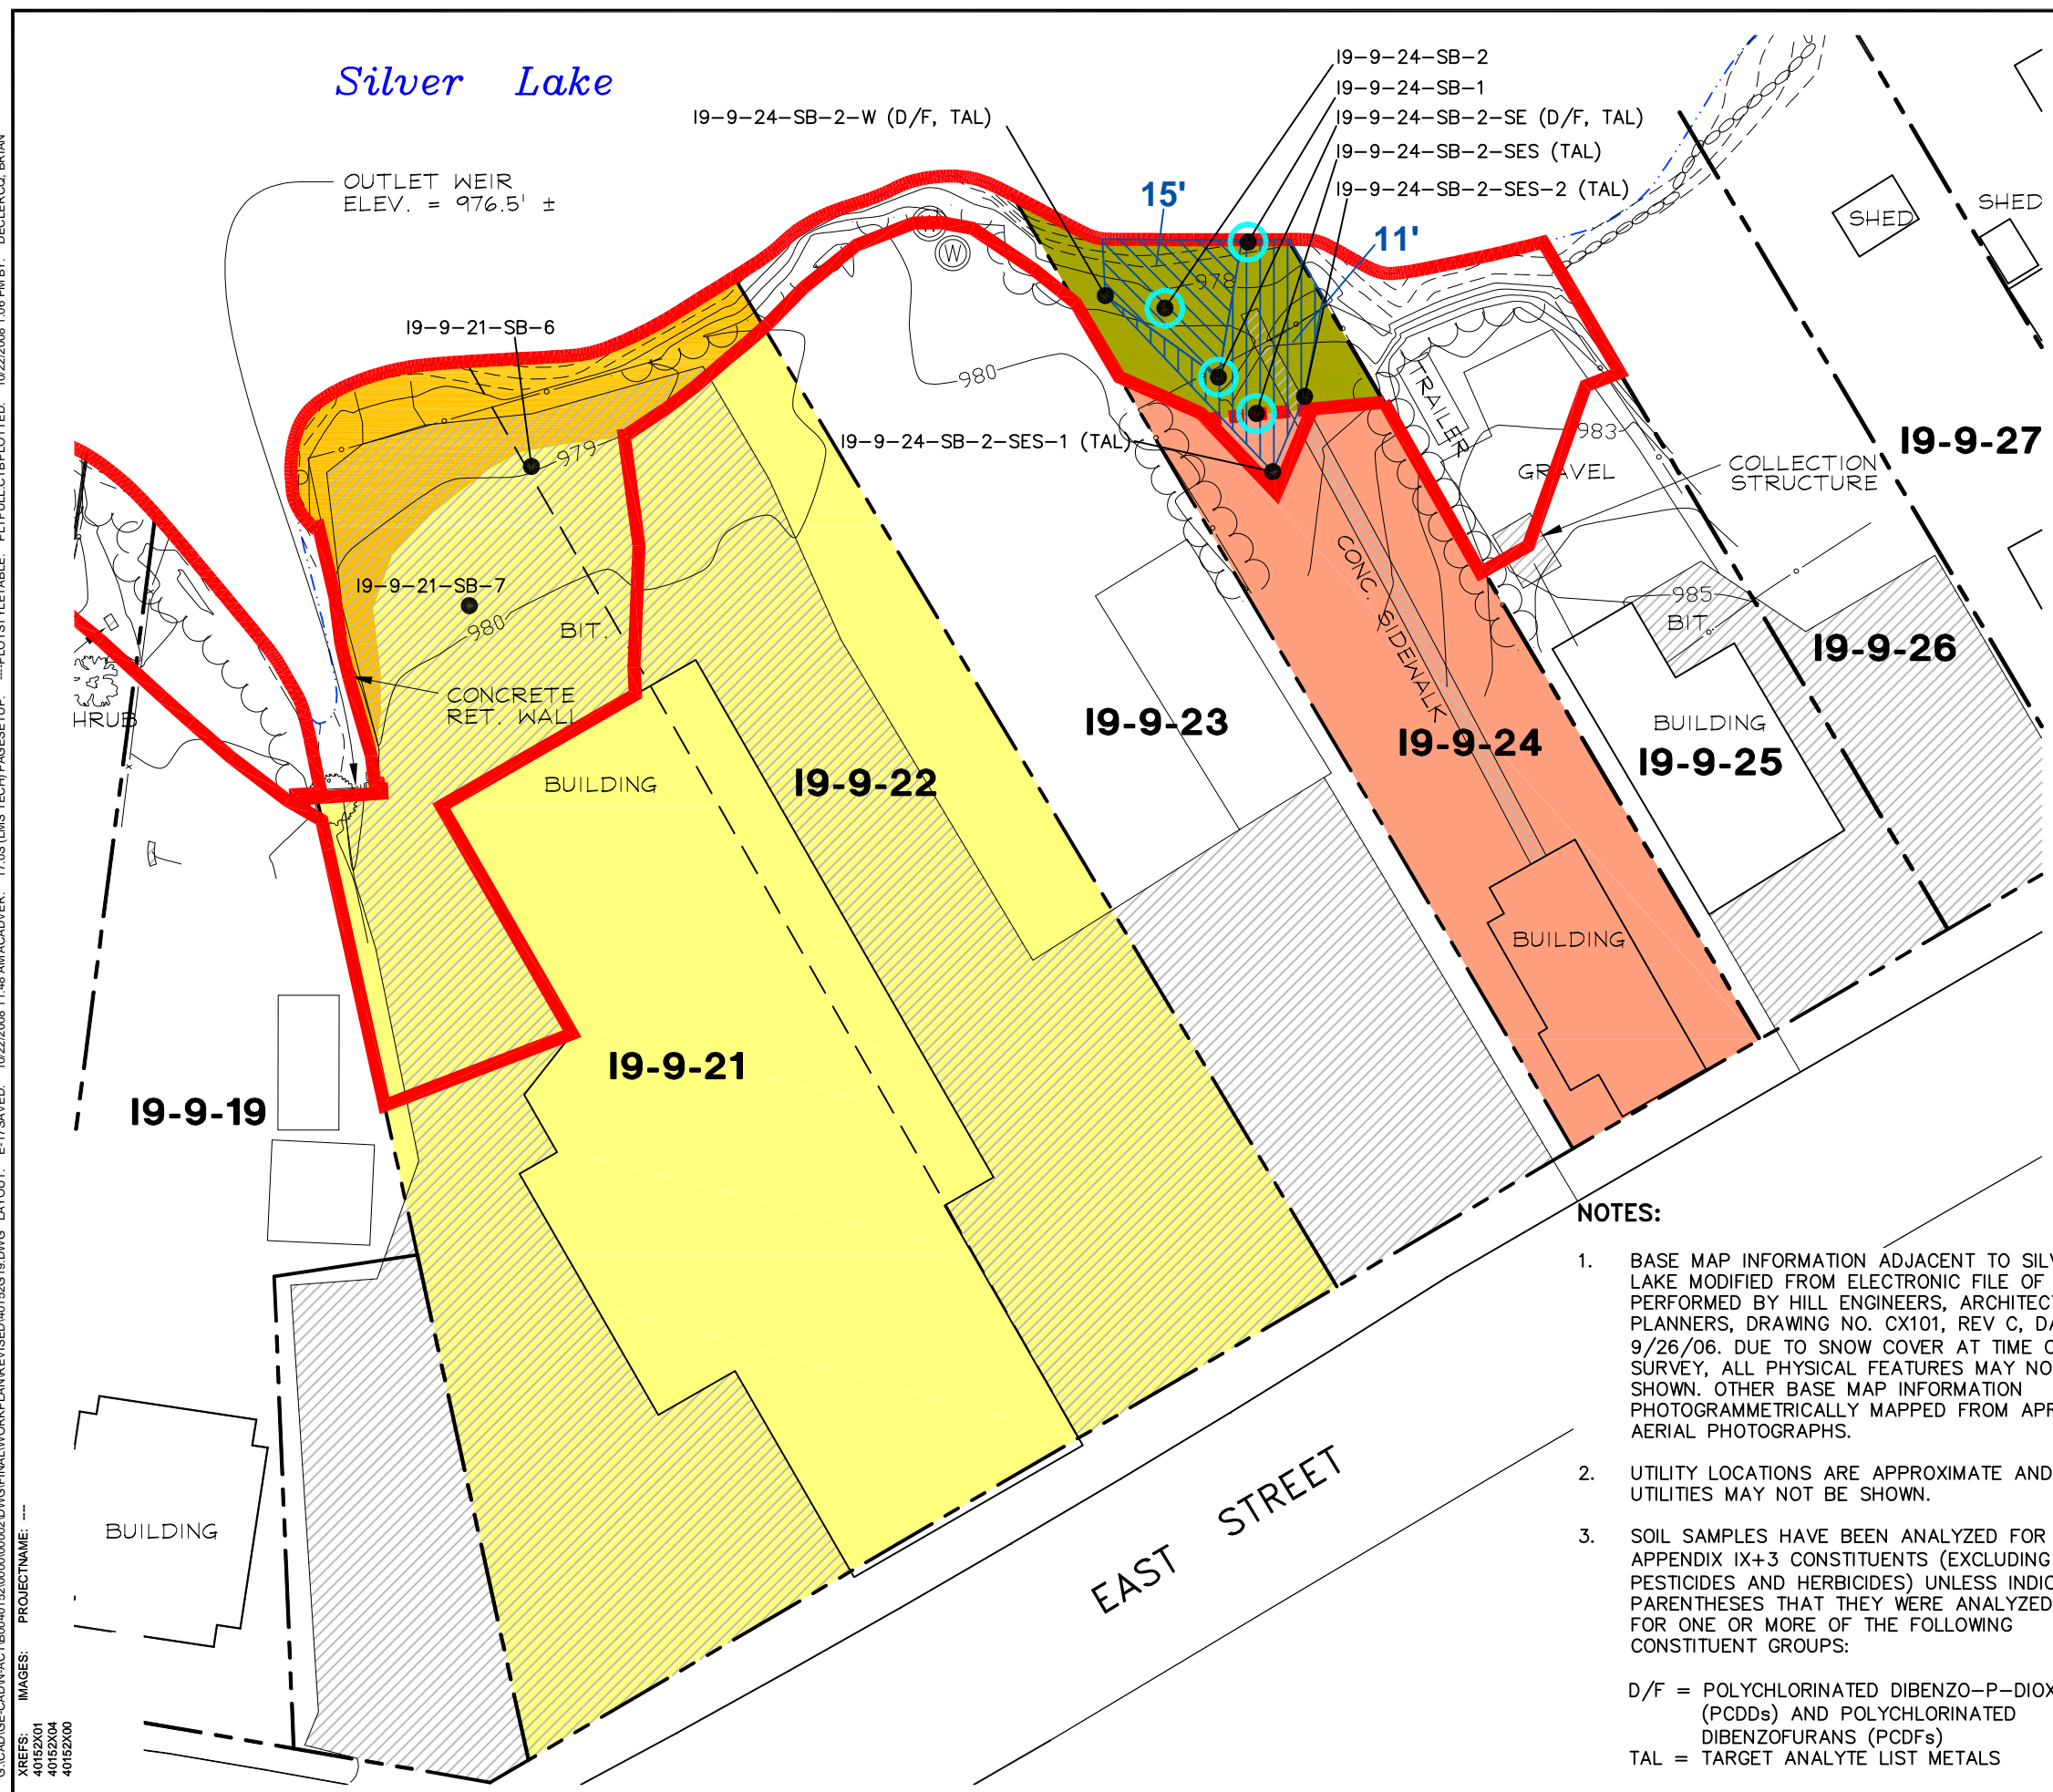 Silver Lake
I9-9-24-SB-2
I9-9-24-SB-1
I9-9-24-SB-2-W (D/F, TAL)
I9-9-24-SB-2-SE (D/F, TAL)
I9-9-24-SB-2-SES (TAL)
I9-9-24-SB-2-SES-2 (TAL)
OUTLET WEIR
ELEV. = 976.5' ±
15'
11'
SHED
SHED
W
978
I9-9-21-SB-6
980
TRAILER
I9-9-24-SB-2-SES-1 (TAL)
979
983
I9-9-27
GRAVEL
COLLECTION
STRUCTURE
I9-9-21-SB-7
980
BIT.
CONC. SIDEWALK
985
BIT.
I9-9-26
CONCRETE
RET. WALL
HRUB
I9-9-23
I9-9-24
BUILDING
I9-9-25
BUILDING
I9-9-22
BUILDING
I9-9-21
I9-9-19
BUILDING
EAST STREET
NOTES:
1. BASE MAP INFORMATION ADJACENT TO SILV
LAKE MODIFIED FROM ELECTRONIC FILE OF
PERFORMED BY HILL ENGINEERS, ARCHITECT
PLANNERS, DRAWING NO. CX101, REV C, DA
9/26/06. DUE TO SNOW COVER AT TIME O
SURVEY, ALL PHYSICAL FEATURES MAY NO
SHOWN. OTHER BASE MAP INFORMATION
PHOTOGRAMMETRICALLY MAPPED FROM APR
AERIAL PHOTOGRAPHS.
2. UTILITY LOCATIONS ARE APPROXIMATE AND
UTILITIES MAY NOT BE SHOWN.
3. SOIL SAMPLES HAVE BEEN ANALYZED FOR
APPENDIX IX+3 CONSTITUENTS (EXCLUDING
PESTICIDES AND HERBICIDES) UNLESS INDIC
PARENTHESES THAT THEY WERE ANALYZED
FOR ONE OR MORE OF THE FOLLOWING
CONSTITUENT GROUPS:
D/F = POLYCHLORINATED DIBENZO-P-DIOX
(PCDDs) AND POLYCHLORINATED
DIBENZOFURANS (PCDFs)
TAL = TARGET ANALYTE LIST METALS
XREFS: IMAGES: PROJECTNAME: ----
40152X01
40152X04
40152X00